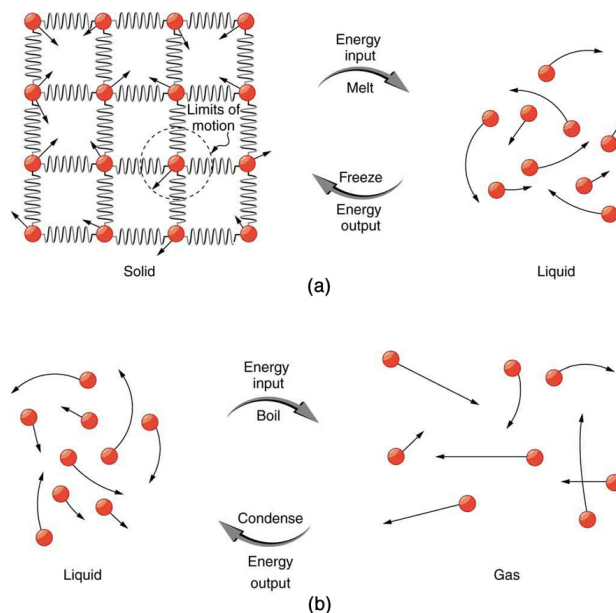 Energy
input
Melt
Limits of
motion
Freeze
Energy
output
Solid
Liquid
(a)
Energy
input
Boil
Condense
Energy
output
Liquid
Gas
(b)